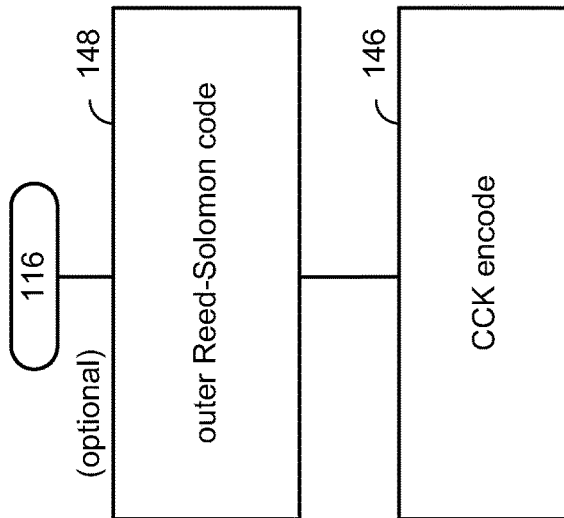 116
(optional)
148
outer Reed-Solomon code
146
CCK encode